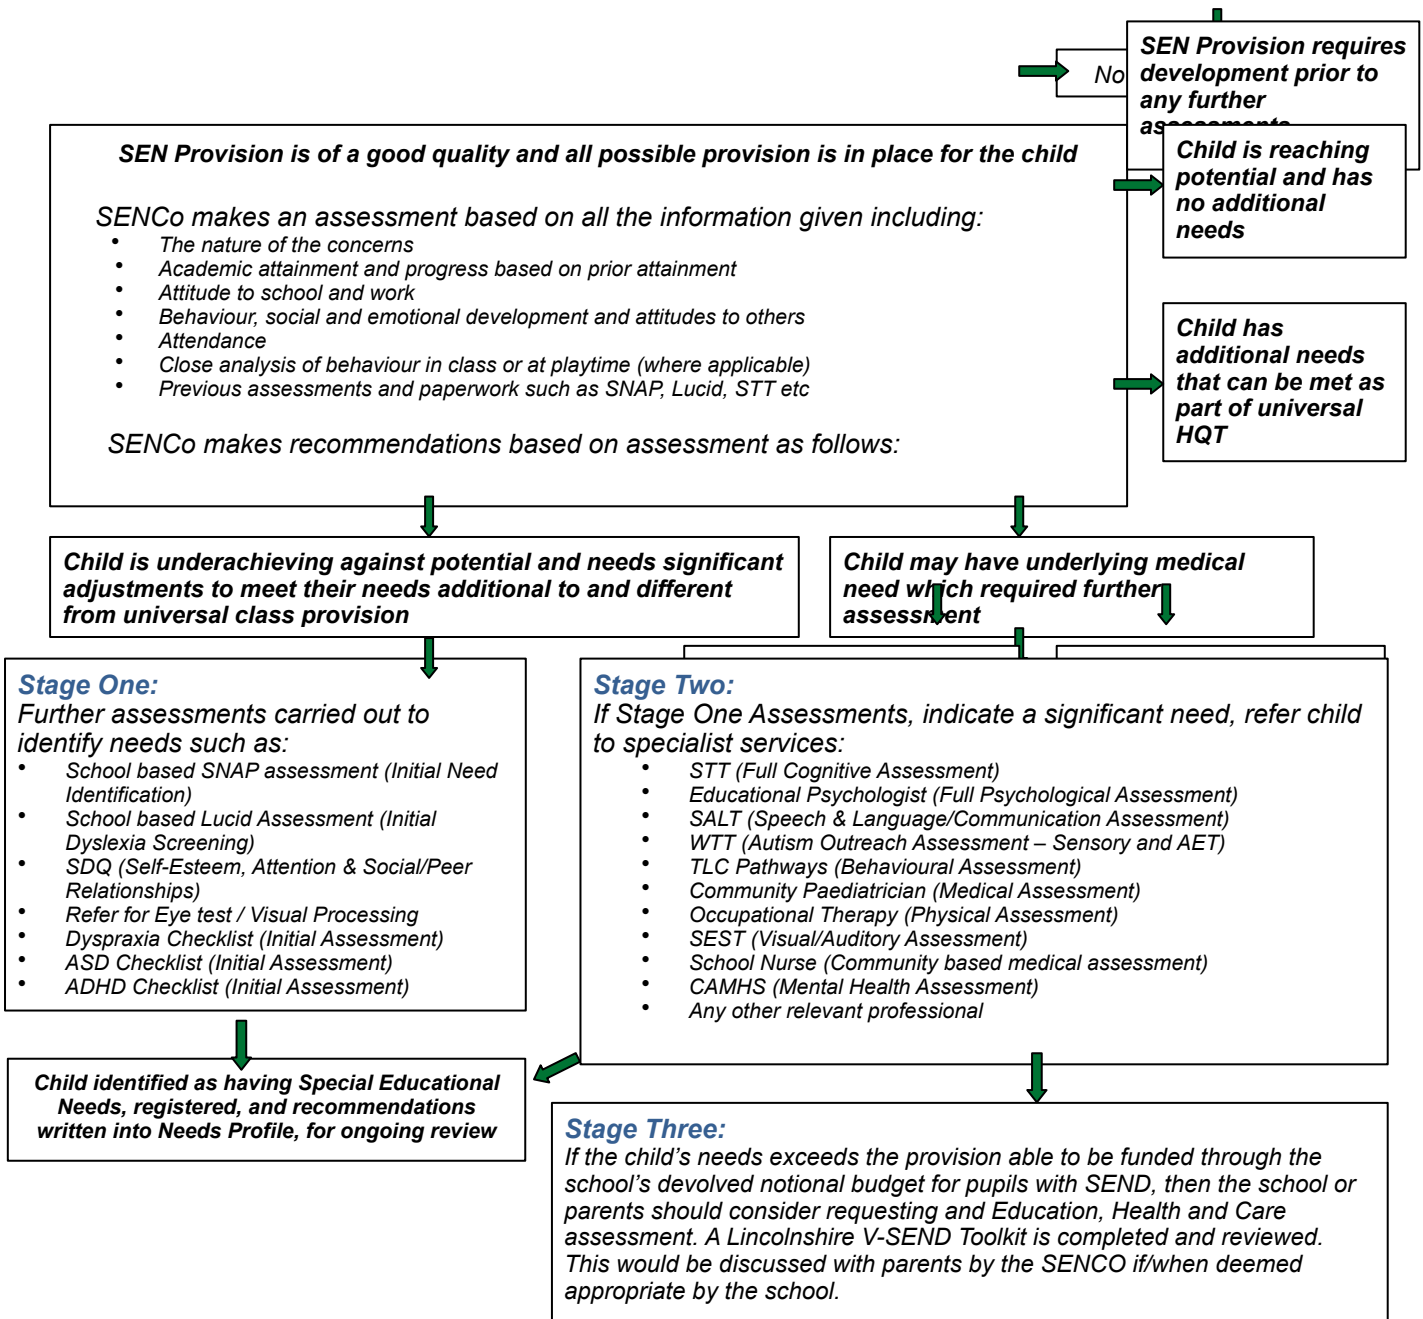 No
SEN Provision requires
development prior to
any further
assessments
SEN Provision is of a good quality and all possible provision is in place for the child
SENCo makes an assessment based on all the information given including:
• The nature of the concerns
• Academic attainment and progress based on prior attainment
• Attitude to school and work
• Behaviour, social and emotional development and attitudes to others
• Attendance
• Close analysis of behaviour in class or at playtime (where applicable)
• Previous assessments and paperwork such as SNAP, Lucid, STT etc
SENCo makes recommendations based on assessment as follows:
Child is reaching
potential and has
no additional
needs
Child has
additional needs
that can be met as
part of universal
HQT
Child is underachieving against potential and needs significant
adjustments to meet their needs additional to and different
from universal class provision
Child may have underlying medical
need which required further
assessment
Stage One:
Further assessments carried out to
identify needs such as:
• School based SNAP assessment (Initial Need
Identification)
• School based Lucid Assessment (Initial
Dyslexia Screening)
• SDQ (Self-Esteem, Attention & Social/Peer
Relationships)
• Refer for Eye test / Visual Processing
• Dyspraxia Checklist (Initial Assessment)
• ASD Checklist (Initial Assessment)
• ADHD Checklist (Initial Assessment)
Stage Two:
If Stage One Assessments, indicate a significant need, refer child
to specialist services:
• STT (Full Cognitive Assessment)
• Educational Psychologist (Full Psychological Assessment)
• SALT (Speech & Language/Communication Assessment)
• WTT (Autism Outreach Assessment – Sensory and AET)
• TLC Pathways (Behavioural Assessment)
• Community Paediatrician (Medical Assessment)
• Occupational Therapy (Physical Assessment)
• SEST (Visual/Auditory Assessment)
• School Nurse (Community based medical assessment)
• CAMHS (Mental Health Assessment)
• Any other relevant professional
Child identified as having Special Educational
Needs, registered, and recommendations
written into Needs Profile, for ongoing review
Stage Three:
If the child's needs exceeds the provision able to be funded through the
school's devolved notional budget for pupils with SEND, then the school or
parents should consider requesting and Education, Health and Care
assessment. A Lincolnshire V-SEND Toolkit is completed and reviewed.
This would be discussed with parents by the SENCO if/when deemed
appropriate by the school.